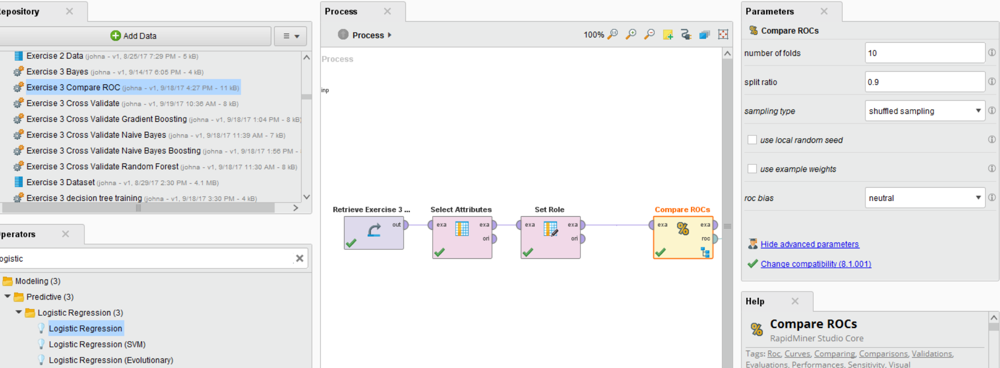 Repository
Add Data
Exercise 2 Data (johna - v1, 8/25/17 7:29 PM - 5 kB)
Exercise 3 Bayes (johna - v1, 9/14/17 6:05 PM - 4 kB)
Exercise 3 Compare ROC (johna - v1, 9/18/17 4:27 PM - 11 kB)
Exercise 3 Cross Validate (johna - v1, 9/19/17 10:36 AM - 8 kB)
Exercise 3 Cross Validate Gradient Boosting (johna - v1, 9/18/17 1:04 PM - 8 kB)
Exercise 3 Cross Validate Naive Bayes (johna - v1, 9/18/17 11:39 AM - 7 kB)
Exercise 3 Cross Validate Naive Bayes Boosting (johna - v1, 9/18/17 1:56 PM -
Exercise 3 Cross Validate Random Forest (johna - v1, 9/18/17 11:30 AM - 8 kB)
Exercise 3 Dataset (johna - v1, 8/29/17 2:30 PM - 4.1 MB)
Exercise 3 decision tree training (johna - v1, 9/18/17 3:30 PM - 4 kB)
perators
ogistic
Modeling (3)
Predictive (3)
Logistic Regression (3)
Logistic Regression
Logistic Regression (SVM)
Logistic Regression (Evolutionary)
Process
Process
100%
Process
inp
Retrieve Exercise 3 ...
out
Select Attributes
exa exa
ori
Set Role
exa exa
ori
Compare ROCs
exa exa
roc
Parameters
Compare ROCs
number of folds 10
split ratio 0.9
sampling type shuffled sampling
use local random seed
use example weights
roc bias neutral
Hide advanced parameters
Change compatibility (8.1.001)
Help
Compare ROCs
RapidMiner Studio Core
Tags: Roc, Curves, Comparing, Comparisons, Validations,
Evaluations, Performances, Sensitivity, Visual